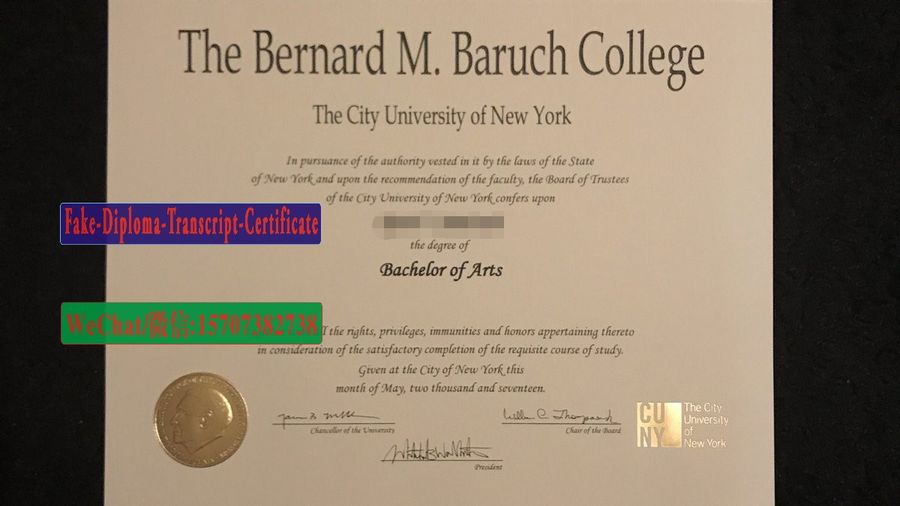 The Bernard M. Baruch College
The City University of New York
In pursuance of the authority vested in it by the laws of the State
of New York and upon the recommendation of the faculty, the Board of Trustees
of the City University of New York confers upon
Fake-Diploma-Transcript-Certificate
the degree of
Bachelor of Arts
WeChat/微信:15707382738
the rights, privileges, immunities and honors appertaining thereto
in consideration of the satisfactory completion of the requisite course of study.
Given at the City of New York this
month of May, two thousand and seventeen.
Chancellor of the University
Chair of the Board
President
CU
NY
The City
University
of
New York